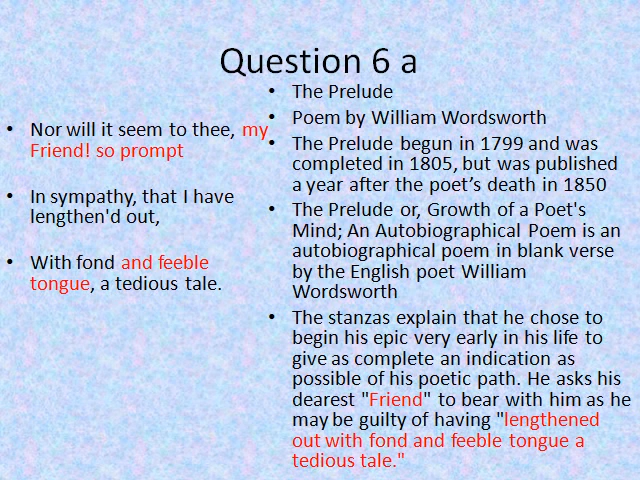 Question 6 a
• Nor will it seem to thee, my
Friend! so prompt
• In sympathy, that I have
lengthen'd out,
• With fond and feeble
tongue, a tedious tale.
• The Prelude
• Poem by William Wordsworth
• The Prelude begun in 1799 and was
completed in 1805, but was published
a year after the poet’s death in 1850
• The Prelude or, Growth of a Poet's
Mind; An Autobiographical Poem is an
autobiographical poem in blank verse
by the English poet William
Wordsworth
• The stanzas explain that he chose to
begin his epic very early in his life to
give as complete an indication as
possible of his poetic path. He asks his
dearest "Friend" to bear with him as he
may be guilty of having "lengthened
out with fond and feeble tongue a
tedious tale."